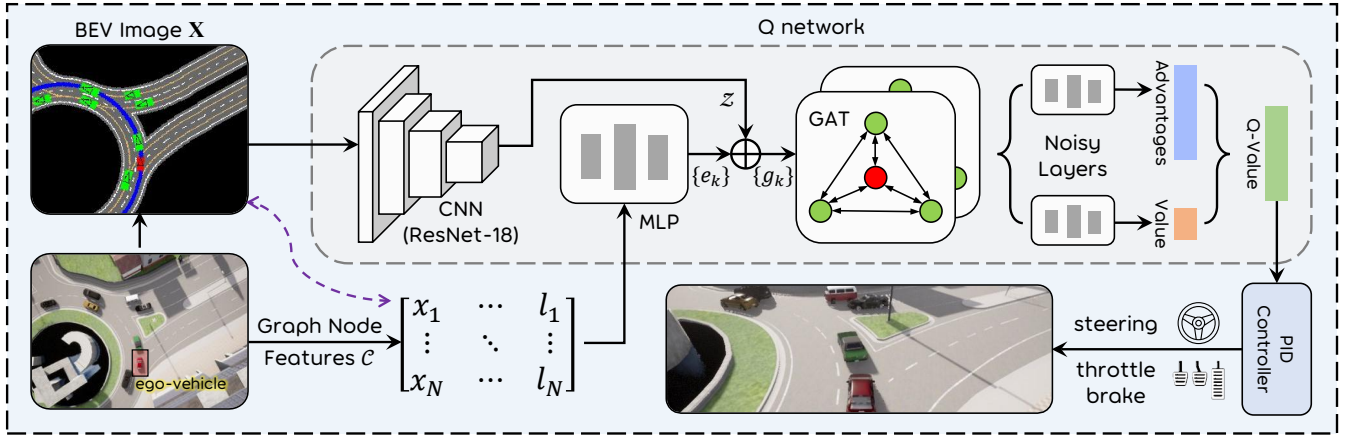 BEV Image X
Q network
z
GAT
CNN
(ResNet-18)
MLP
{e_k}
{g_k}
Noisy
Layers
Advantages
Value
Q-Value
ego-vehicle
Graph Node
Features 𝒞
x_1 ⋯ l_1
⋮ ⋱ ⋮
x_N ⋯ l_N
steering
throttle
brake
PID
Controller